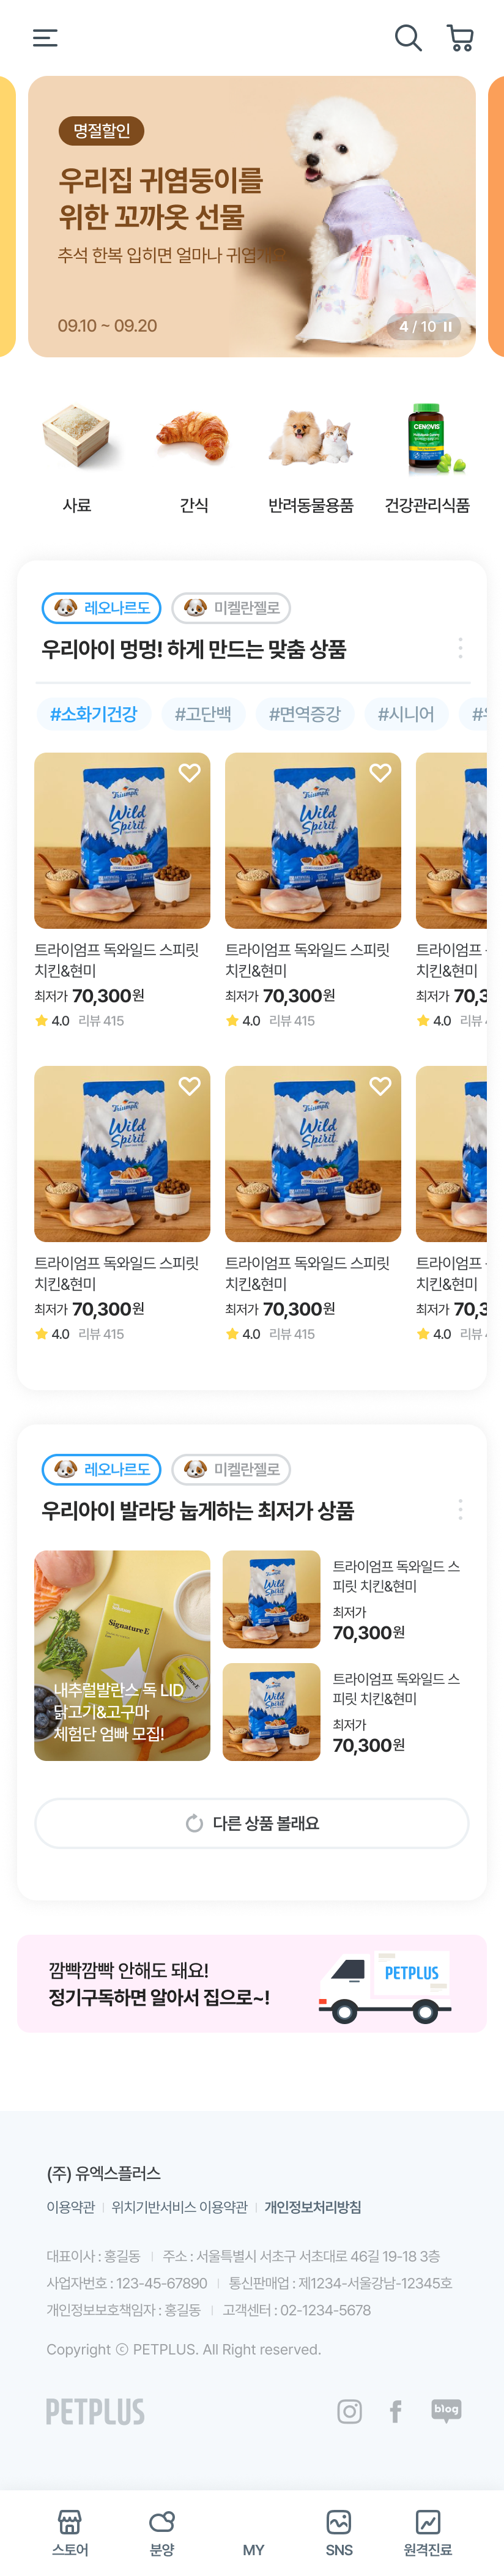 명절할인
우리집 귀염둥이를
위한 꼬까옷 선물
추석 한복 입히면 얼마나 귀엽게요
09.10 ~ 09.20
4 / 10
CENOVIS
사료
간식
반려동물용품
건강관리식품
레오나르도
미켈란젤로
우리아이 멍멍! 하게 만드는 맞춤 상품
#소화기건강
#고단백
#면역증강
#시니어
Triumph
Wild
Spirit
Triumph
Wild
Spirit
트라이엄프 독와일드 스피릿
치킨&현미
최저가 70,300원
4.0 리뷰 415
트라이엄프 독와일드 스피릿
치킨&현미
최저가 70,300원
4.0 리뷰 415
트라이엄프
치킨&현미
최저가 70,3
4.0 리뷰
Triumph
Wild
Spirit
Triumph
Wild
Spirit
트라이엄프 독와일드 스피릿
치킨&현미
최저가 70,300원
4.0 리뷰 415
트라이엄프 독와일드 스피릿
치킨&현미
최저가 70,300원
4.0 리뷰 415
트라이엄프
치킨&현미
최저가 70,3
4.0 리뷰
레오나르도
미켈란젤로
우리아이 발라당 눕게하는 최저가 상품
Signature E
내추럴발란스 독 LID
닭고기&고구마
체험단 엄빠 모집!
Wild
Spirit
트라이엄프 독와일드 스
피릿 치킨&현미
최저가
70,300원
Wild
Spirit
트라이엄프 독와일드 스
피릿 치킨&현미
최저가
70,300원
다른 상품 볼래요
깜빡깜빡 안해도 돼요!
정기구독하면 알아서 집으로~!
PETPLUS
(주) 유엑스플러스
이용약관 | 위치기반서비스 이용약관 | 개인정보처리방침
대표이사 : 홍길동 | 주소 : 서울특별시 서초구 서초대로 46길 19-18 3층
사업자번호 : 123-45-67890 | 통신판매업 : 제1234-서울강남-12345호
개인정보보호책임자 : 홍길동 | 고객센터 : 02-1234-5678
Copyright ⓒ PETPLUS. All Right reserved.
PETPLUS
blog
스토어
분양
MY
SNS
원격진료